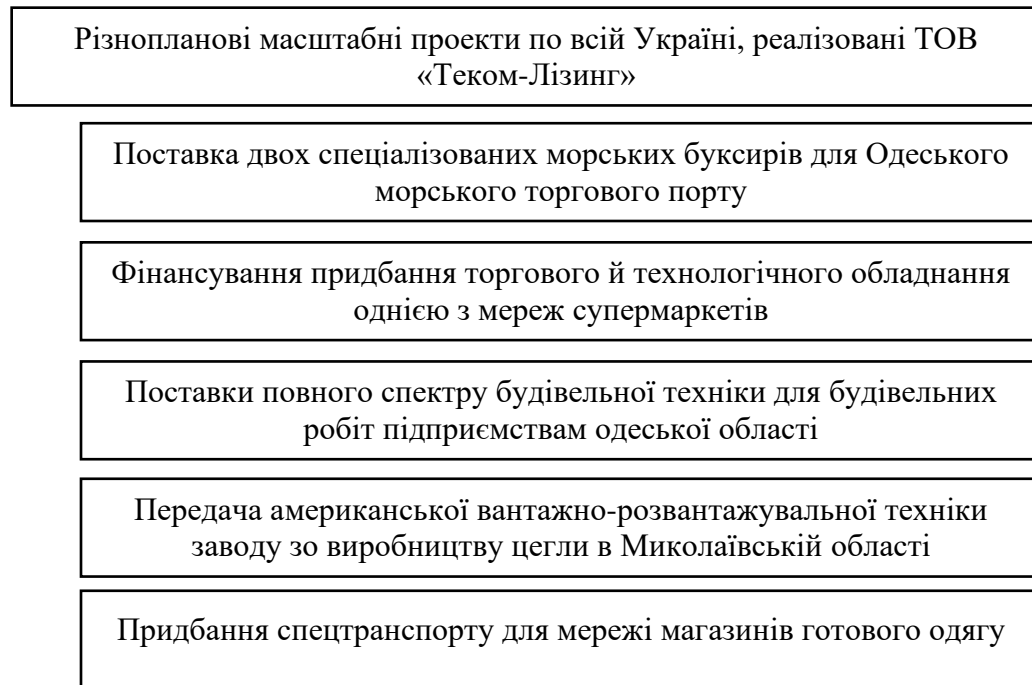 Різнопланові масштабні проекти по всій Україні, реалізовані ТОВ
«Теком-Лізинг»
Поставка двох спеціалізованих морських буксирів для Одеського
морського торгового порту
Фінансування придбання торгового й технологічного обладнання
однією з мереж супермаркетів
Поставки повного спектру будівельної техніки для будівельних
робіт підприємствам одеської області
Передача американської вантажно-розвантажувальної техніки
заводу зо виробництву цегли в Миколаївській області
Придбання спецтранспорту для мережі магазинів готового одягу